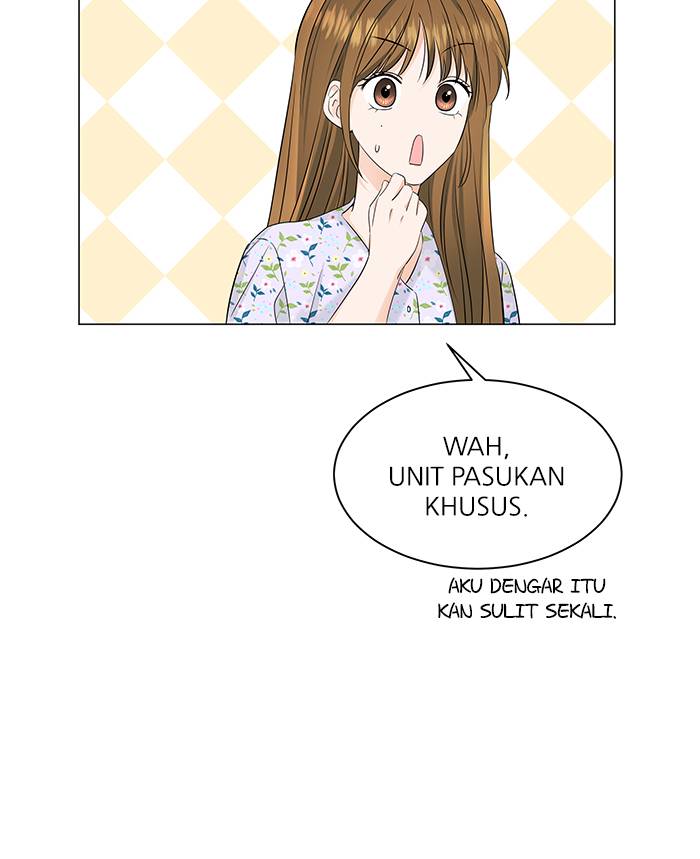 WAH,
UNIT PASUKAN
KHUSUS.
AKU DENGAR ITU
KAN SULIT SEKALI.